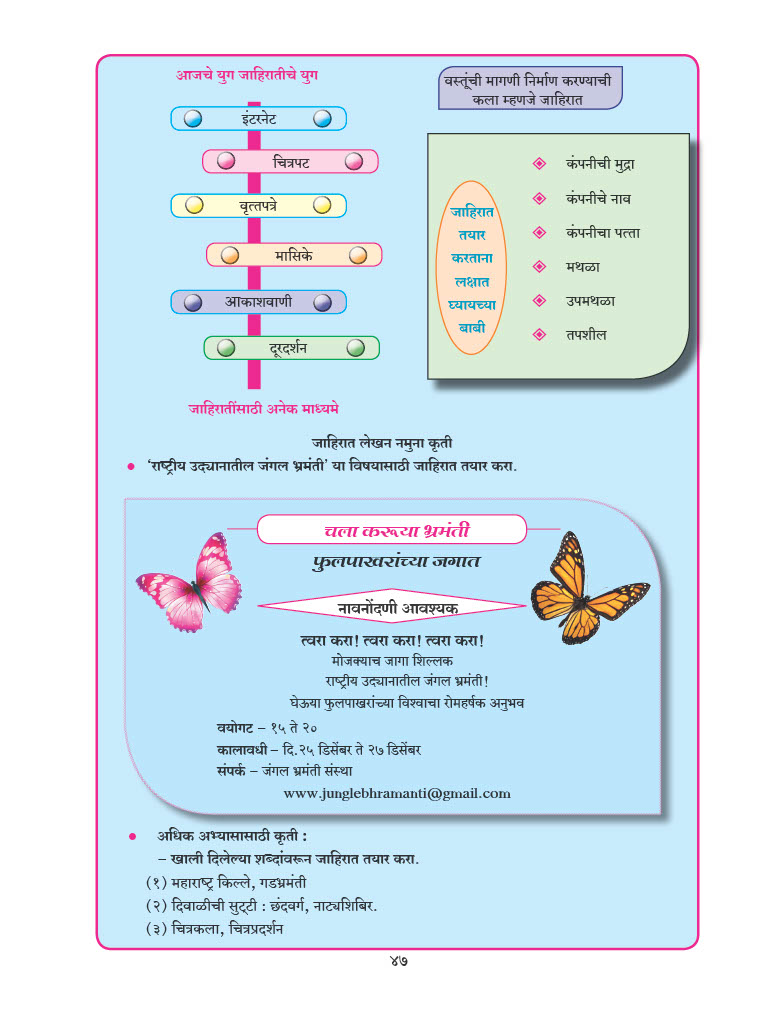 आजचे युग जाहिरातीचे युग
इंटरनेट
चित्रपट
वृत्तपत्रे
मासिके
आकाशवाणी
दूरदर्शन
जाहिरातींसाठी अनेक माध्यमे
वस्तूंची मागणी निर्माण करण्याची
कला म्हणजे जाहिरात
जाहिरात
तयार
करताना
लक्षात
घ्यायच्या
बाबी
कंपनीची मुद्रा
कंपनीचे नाव
कंपनीचा पत्ता
मथळा
उपमथळा
तपशील
जाहिरात लेखन नमुना कृती
● ‘राष्ट्रीय उद्यानातील जंगल भ्रमंती’ या विषयासाठी जाहिरात तयार करा.
चला करूया भ्रमंती
फुलपाखरांच्या जगात
नावनोंदणी आवश्यक
त्वरा करा! त्वरा करा! त्वरा करा!
मोजक्याच जागा शिल्लक
राष्ट्रीय उद्यानातील जंगल भ्रमंती!
घेऊया फुलपाखरांच्या विश्वाचा रोमहर्षक अनुभव
वयोगट – १५ ते २०
कालावधी – दि.२५ डिसेंबर ते २७ डिसेंबर
संपर्क – जंगल भ्रमंती संस्था
www.junglebhramanti@gmail.com
● अधिक अभ्यासासाठी कृती :
– खाली दिलेल्या शब्दांवरून जाहिरात तयार करा.
(१) महाराष्ट्र किल्ले, गडभ्रमंती
(२) दिवाळीची सुट्टी : छंदवर्ग, नाट्यशिबिर.
(३) चित्रकला, चित्रप्रदर्शन
४७